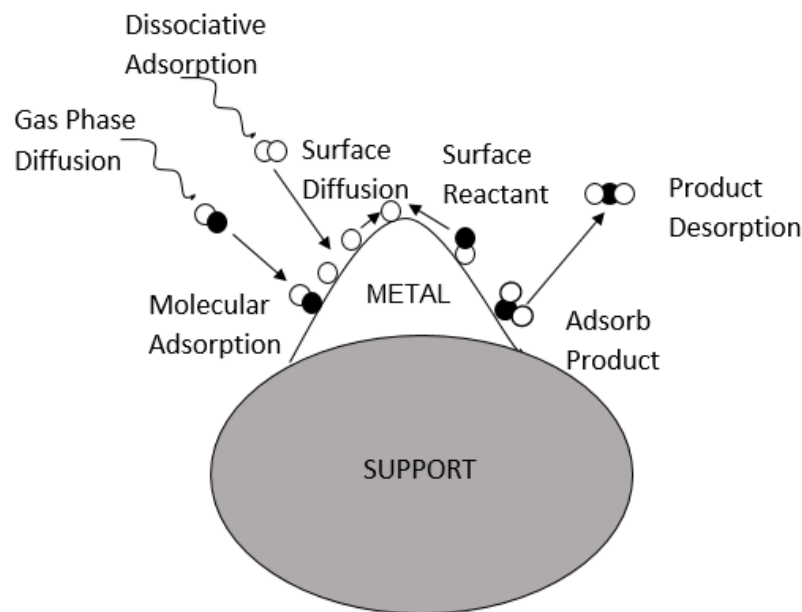 Dissociative
Adsorption
Gas Phase
Diffusion
Surface
Diffusion
Surface
Reactant
Product
Desorption
Molecular
Adsorption
METAL
Adsorb
Product
SUPPORT